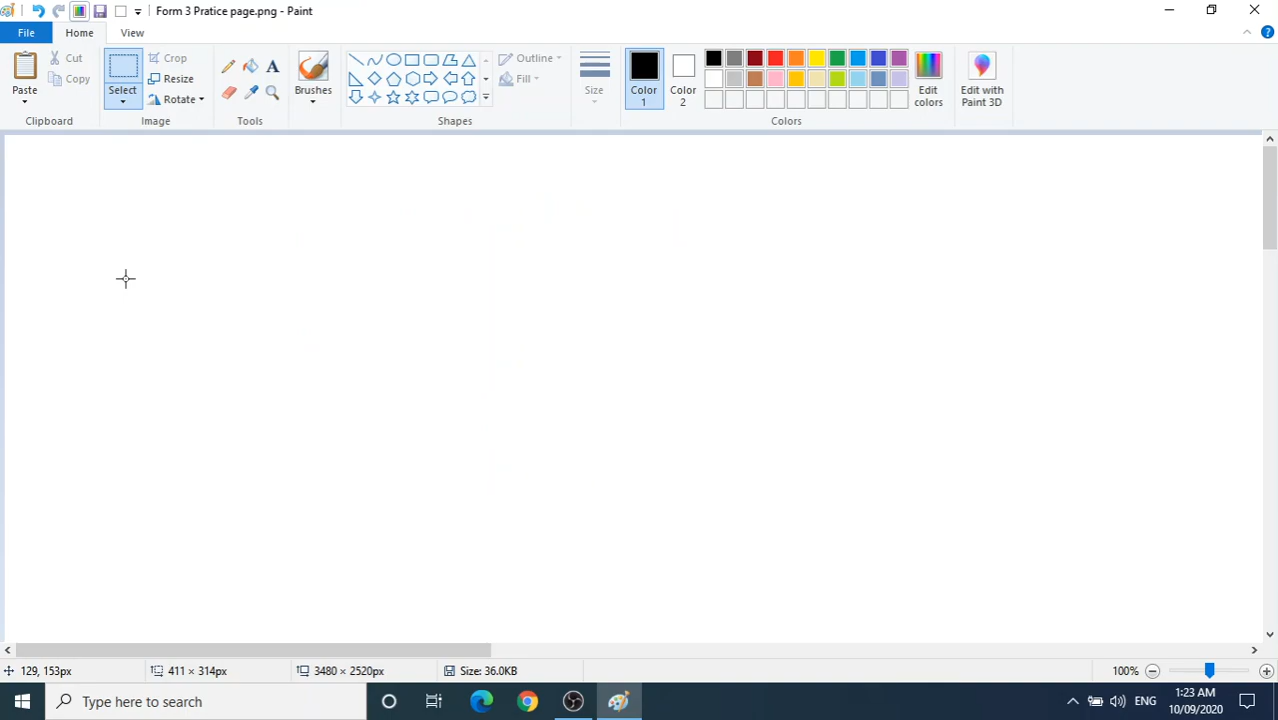 Form 3 Pratice page.png - Paint
File
Home
View
Paste
Cut
Copy
Clipboard
Select
Crop
Resize
Rotate
Image
A
Tools
Brushes
Shapes
Outline
Fill
Size
Color
1
Color
2
Colors
Edit
colors
Edit with
Paint 3D
129, 153px
411 × 314px
3480 × 2520px
Size: 36.0KB
100%
Type here to search
ENG
1:23 AM
10/09/2020